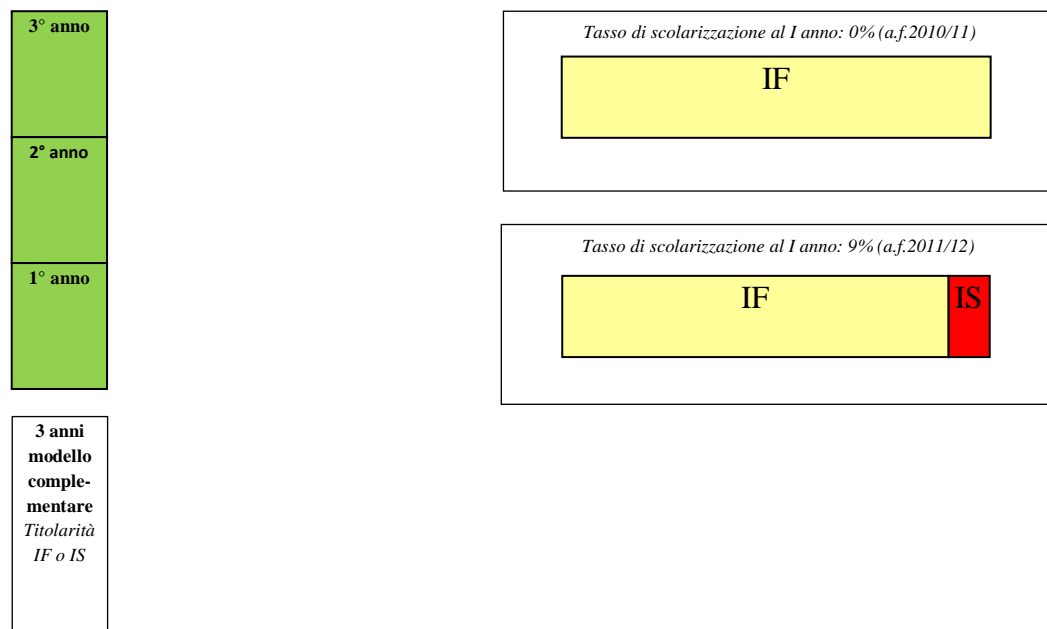 3° anno
2° anno
1° anno
3 anni
modello
comple-
mentare
Titolarità
IF o IS
Tasso di scolarizzazione al I anno: 0% (a.f.2010/11)
IF
Tasso di scolarizzazione al I anno: 9% (a.f.2011/12)
IF IS